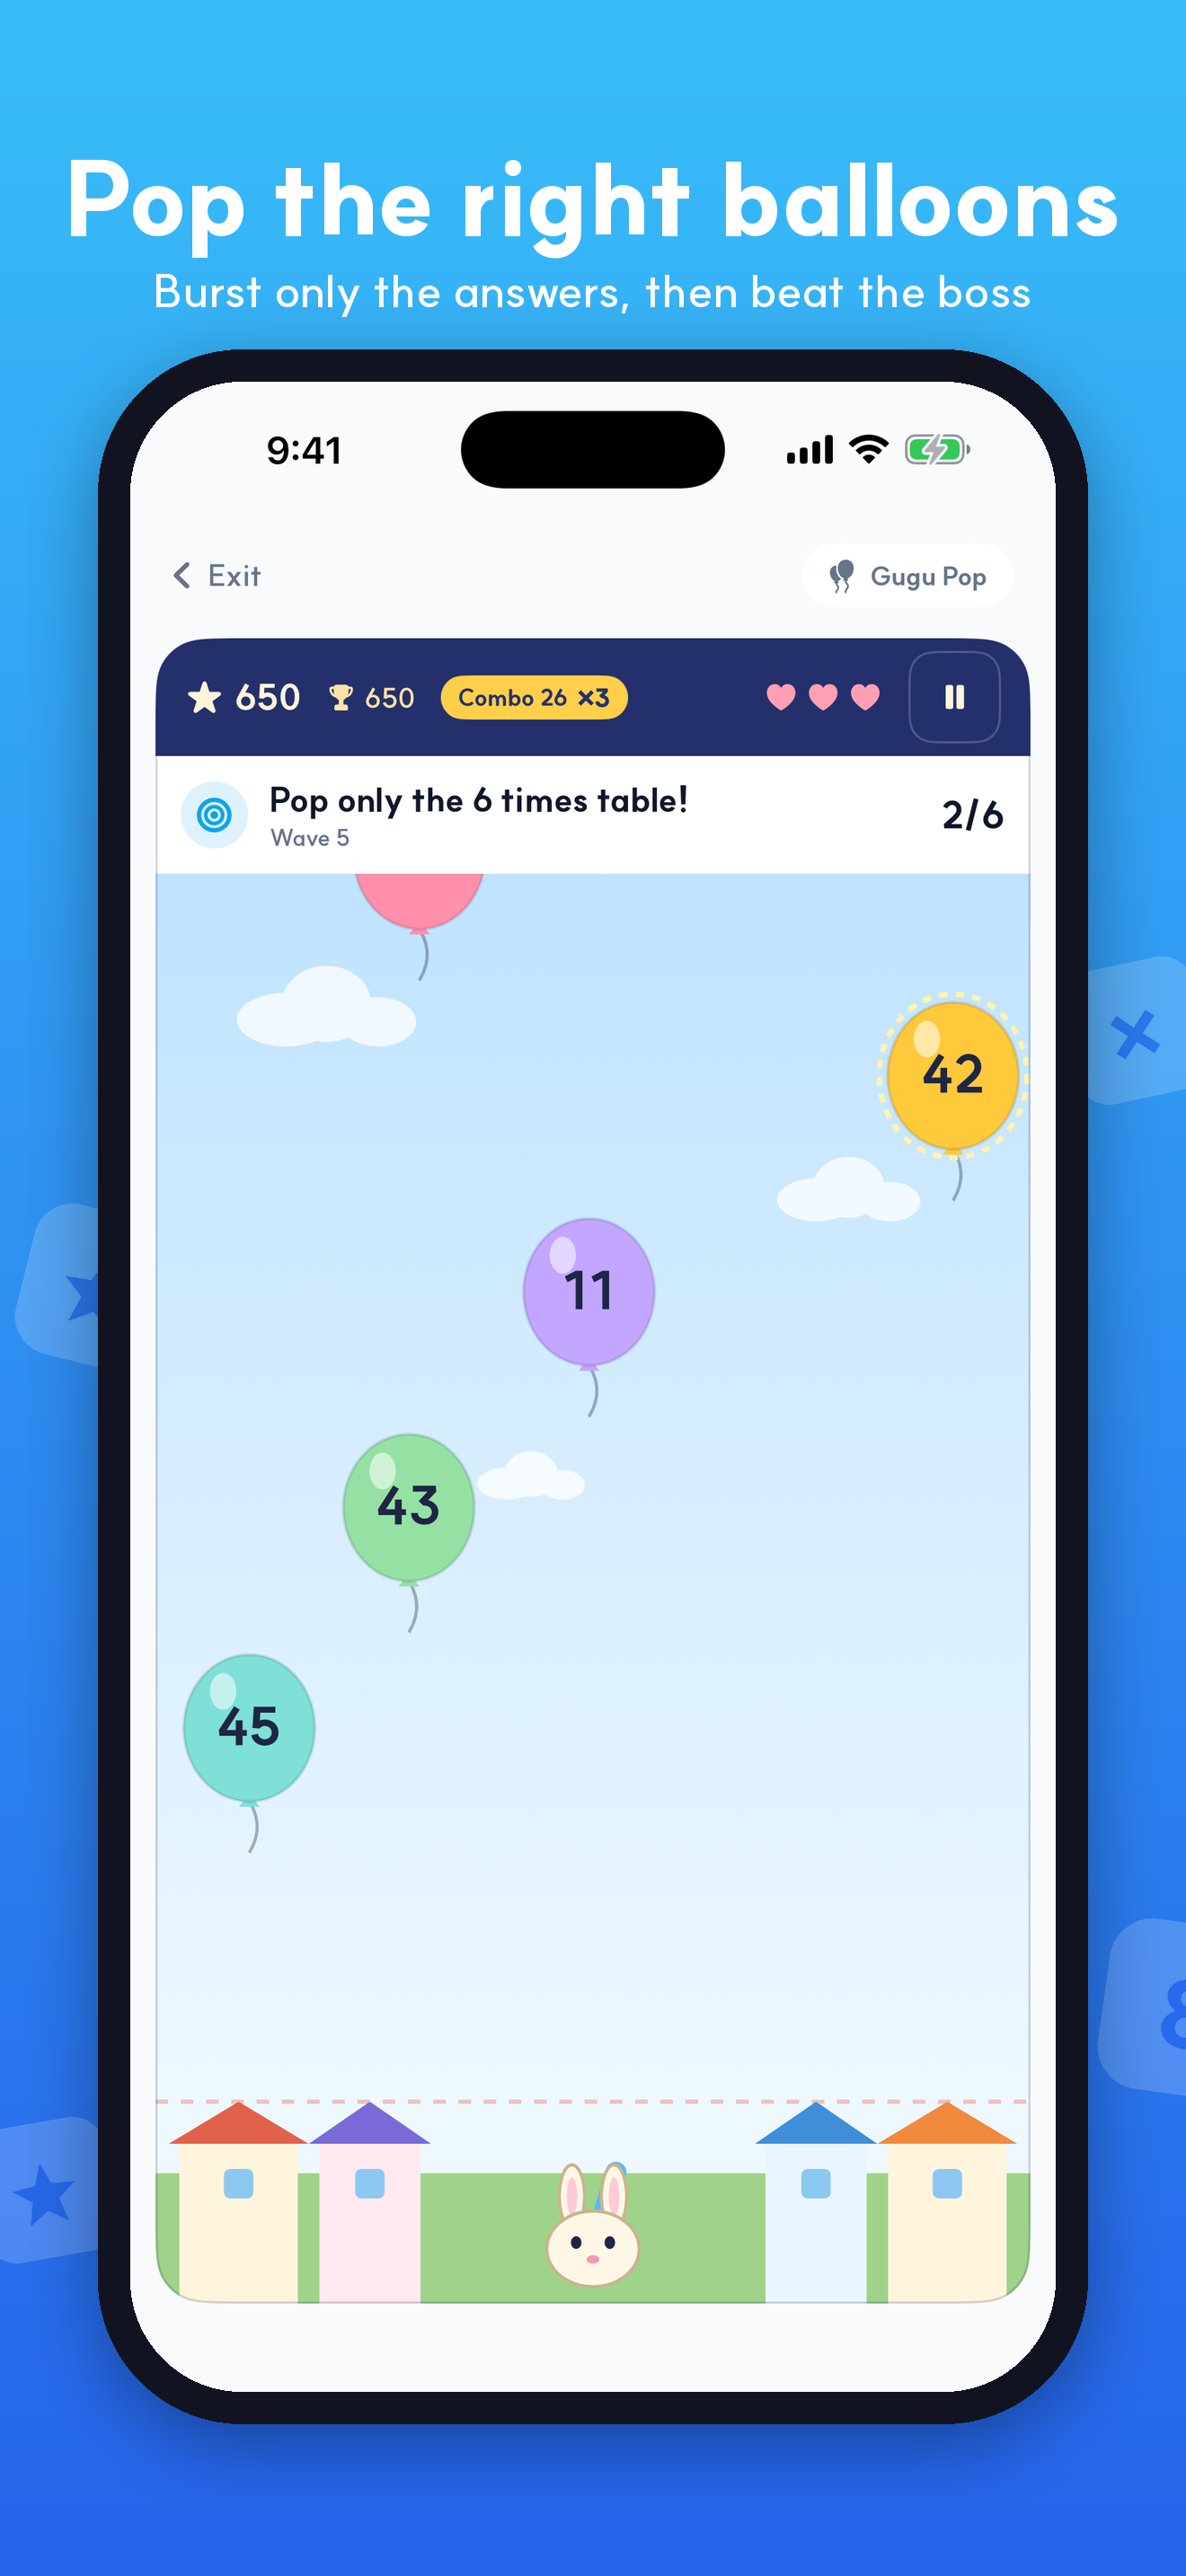 Pop the right balloons
Burst only the answers, then beat the boss
9:41
Exit
Gugu Pop
650
650
Combo 26 ×3
Pop only the 6 times table!
Wave 5
2/6
42
11
43
45